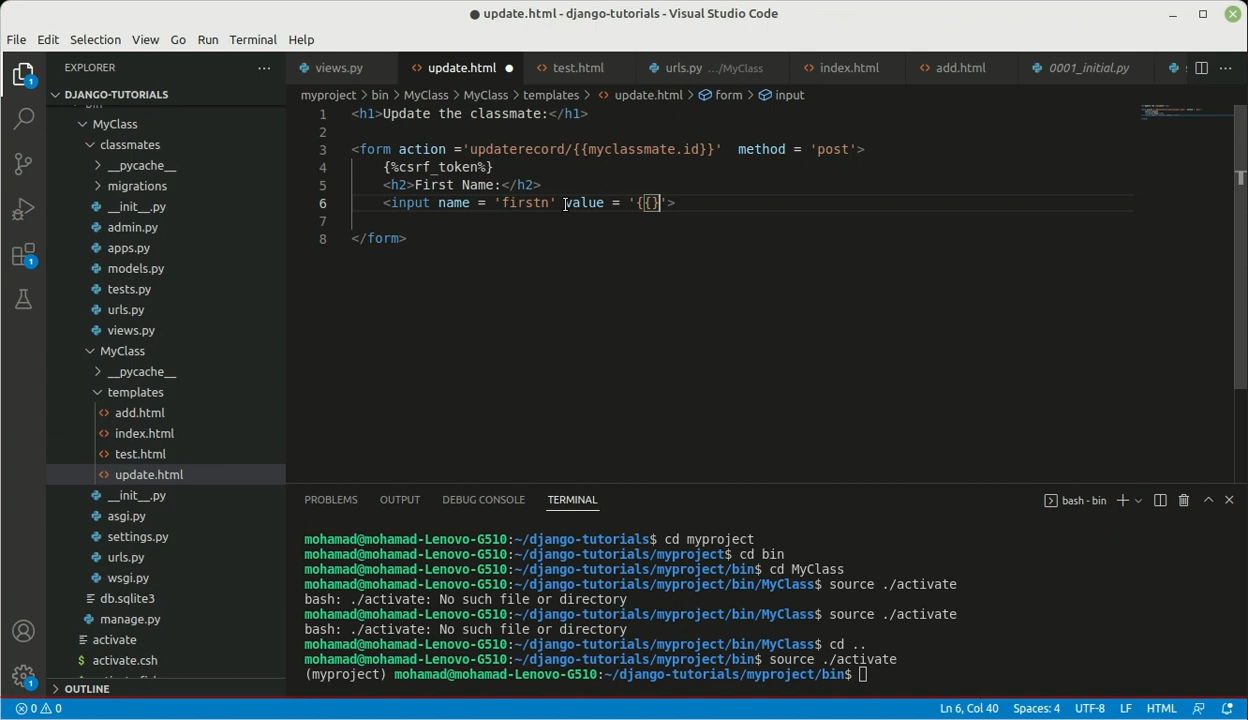 update.html - django-tutorials - Visual Studio Code
File Edit Selection View Go Run Terminal Help
EXPLORER
views.py
update.html
test.html
urls.py .../MyClass
index.html
add.html
0001_initial.py
1
DJANGO-TUTORIALS
myproject > bin > MyClass > MyClass > templates > update.html > form > input
MyClass
classmates
__pycache__
migrations
__init__.py
admin.py
apps.py
models.py
tests.py
urls.py
views.py
MyClass
__pycache__
templates
add.html
index.html
test.html
update.html
__init__.py
asgi.py
settings.py
urls.py
wsgi.py
db.sqlite3
manage.py
activate
activate.csh
OUTLINE
1
1
1 <h1>Update the classmate:</h1>
2
3 <form action ='updaterecord/{{myclassmate.id}}'  method = 'post'>
4 {%csrf_token%}
5 <h2>First Name:</h2>
6 <input name = 'firstn' value = '{{}'>
7
8 </form>
PROBLEMS OUTPUT DEBUG CONSOLE TERMINAL
bash - bin
mohamad@mohamad-Lenovo-G510:~/django-tutorials$ cd myproject
mohamad@mohamad-Lenovo-G510:~/django-tutorials/myproject$ cd bin
mohamad@mohamad-Lenovo-G510:~/django-tutorials/myproject/bin$ cd MyClass
mohamad@mohamad-Lenovo-G510:~/django-tutorials/myproject/bin/MyClass$ source ./activate
bash: ./activate: No such file or directory
mohamad@mohamad-Lenovo-G510:~/django-tutorials/myproject/bin/MyClass$ source ./activate
bash: ./activate: No such file or directory
mohamad@mohamad-Lenovo-G510:~/django-tutorials/myproject/bin/MyClass$ cd ..
mohamad@mohamad-Lenovo-G510:~/django-tutorials/myproject/bin$ source ./activate
(myproject) mohamad@mohamad-Lenovo-G510:~/django-tutorials/myproject/bin$
0 0
Ln 6, Col 40 Spaces: 4 UTF-8 LF HTML